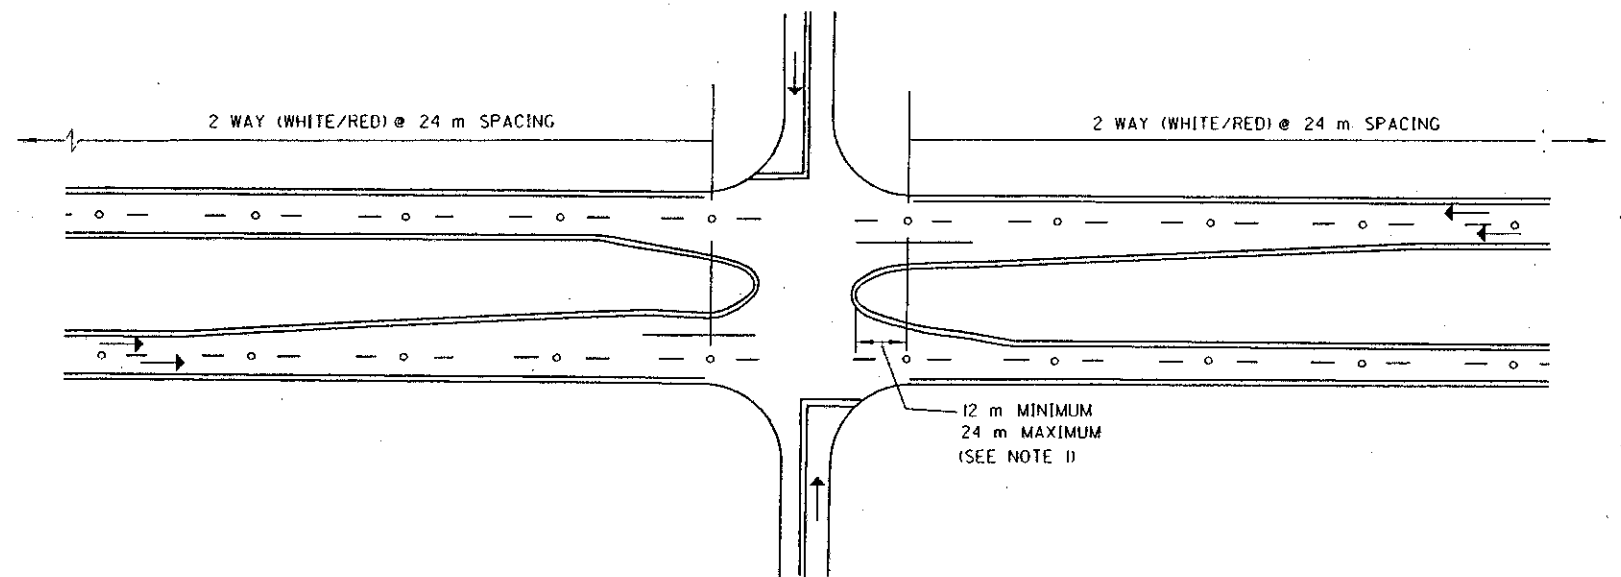 2 WAY (WHITE/RED) @ 24 m SPACING
2 WAY (WHITE/RED) @ 24 m SPACING
12 m MINIMUM
24 m MAXIMUM
(SEE NOTE 1)